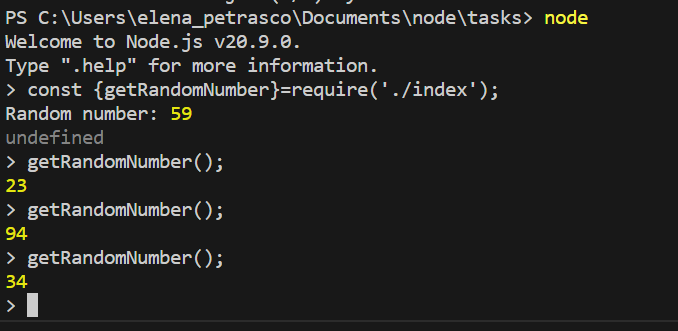 PS C:\Users\elena_petrasco\Documents\node\tasks> node
Welcome to Node.js v20.9.0.
Type ".help" for more information.
> const {getRandomNumber}=require('./index');
Random number: 59
undefined
> getRandomNumber();
23
> getRandomNumber();
94
> getRandomNumber();
34
>